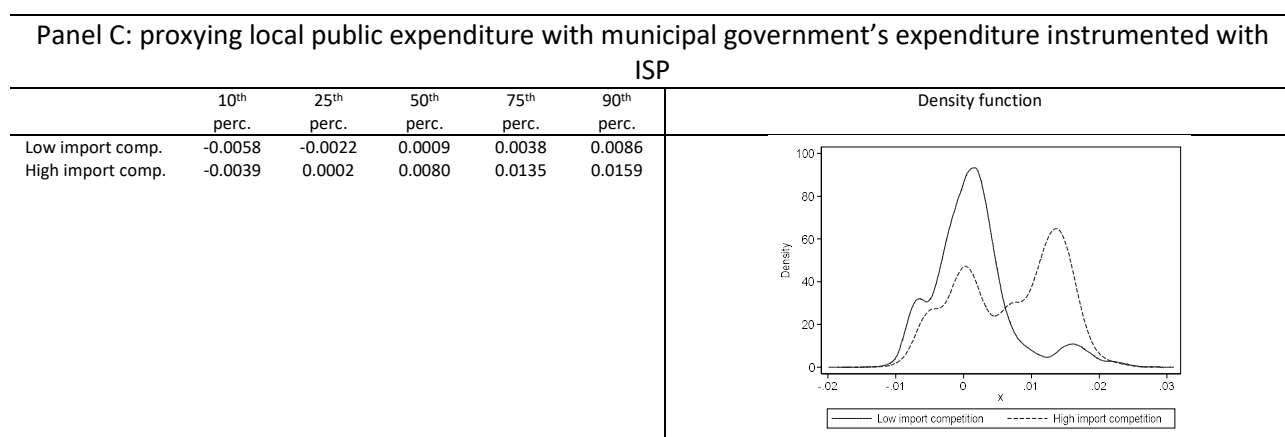 Panel C: proxying local public expenditure with municipal government’s expenditure instrumented with
ISP
10th 25th 50th 75th 90th Density function
perc. perc. perc. perc. perc.
Low import comp. -0.0058 -0.0022 0.0009 0.0038 0.0086
High import comp. -0.0039 0.0002 0.0080 0.0135 0.0159
100
80
60
40
20
0
Density
-.02 -.01 0 .01 .02 .03
x
Low import competition High import competition